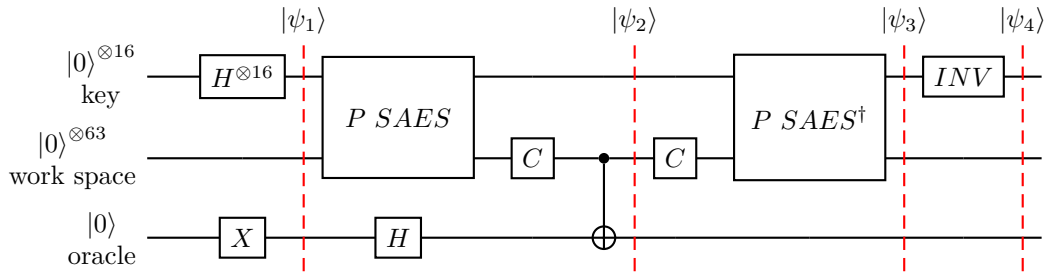 |ψ₁⟩ |ψ₂⟩ |ψ₃⟩ |ψ₄⟩
|0⟩^{⊗16}
key
H^{⊗16}
P SAES
P SAES†
INV
|0⟩^{⊗63}
work space
C
C
|0⟩
oracle
X
H